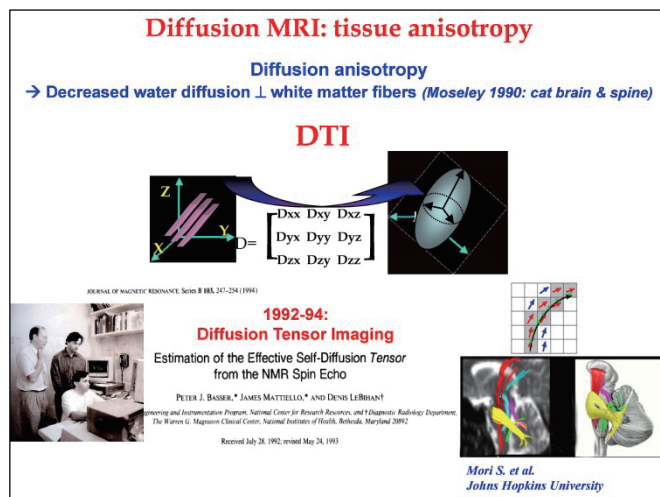 Diffusion MRI: tissue anisotropy
Diffusion anisotropy
→ Decreased water diffusion ⊥ white matter fibers (Moseley 1990: cat brain & spine)
DTI
Z
Y
X
D=
Dxx Dxy Dxz
Dyx Dyy Dyz
Dzx Dzy Dzz
JOURNAL OF MAGNETIC RESONANCE, Series B 103, 247–254 (1994)
1992-94:
Diffusion Tensor Imaging
Estimation of the Effective Self-Diffusion Tensor
from the NMR Spin Echo
PETER J. BASSER,* JAMES MATTIELLO,* AND DENIS LEBIHAN†
gineering and Instrumentation Program, National Center for Research Resources, and †Diagnostic Radiology Department,
The Warren G. Magnuson Clinical Center, National Institutes of Health, Bethesda, Maryland 20892
Received July 28, 1992; revised May 24, 1993
Mori S. et al.
Johns Hopkins University